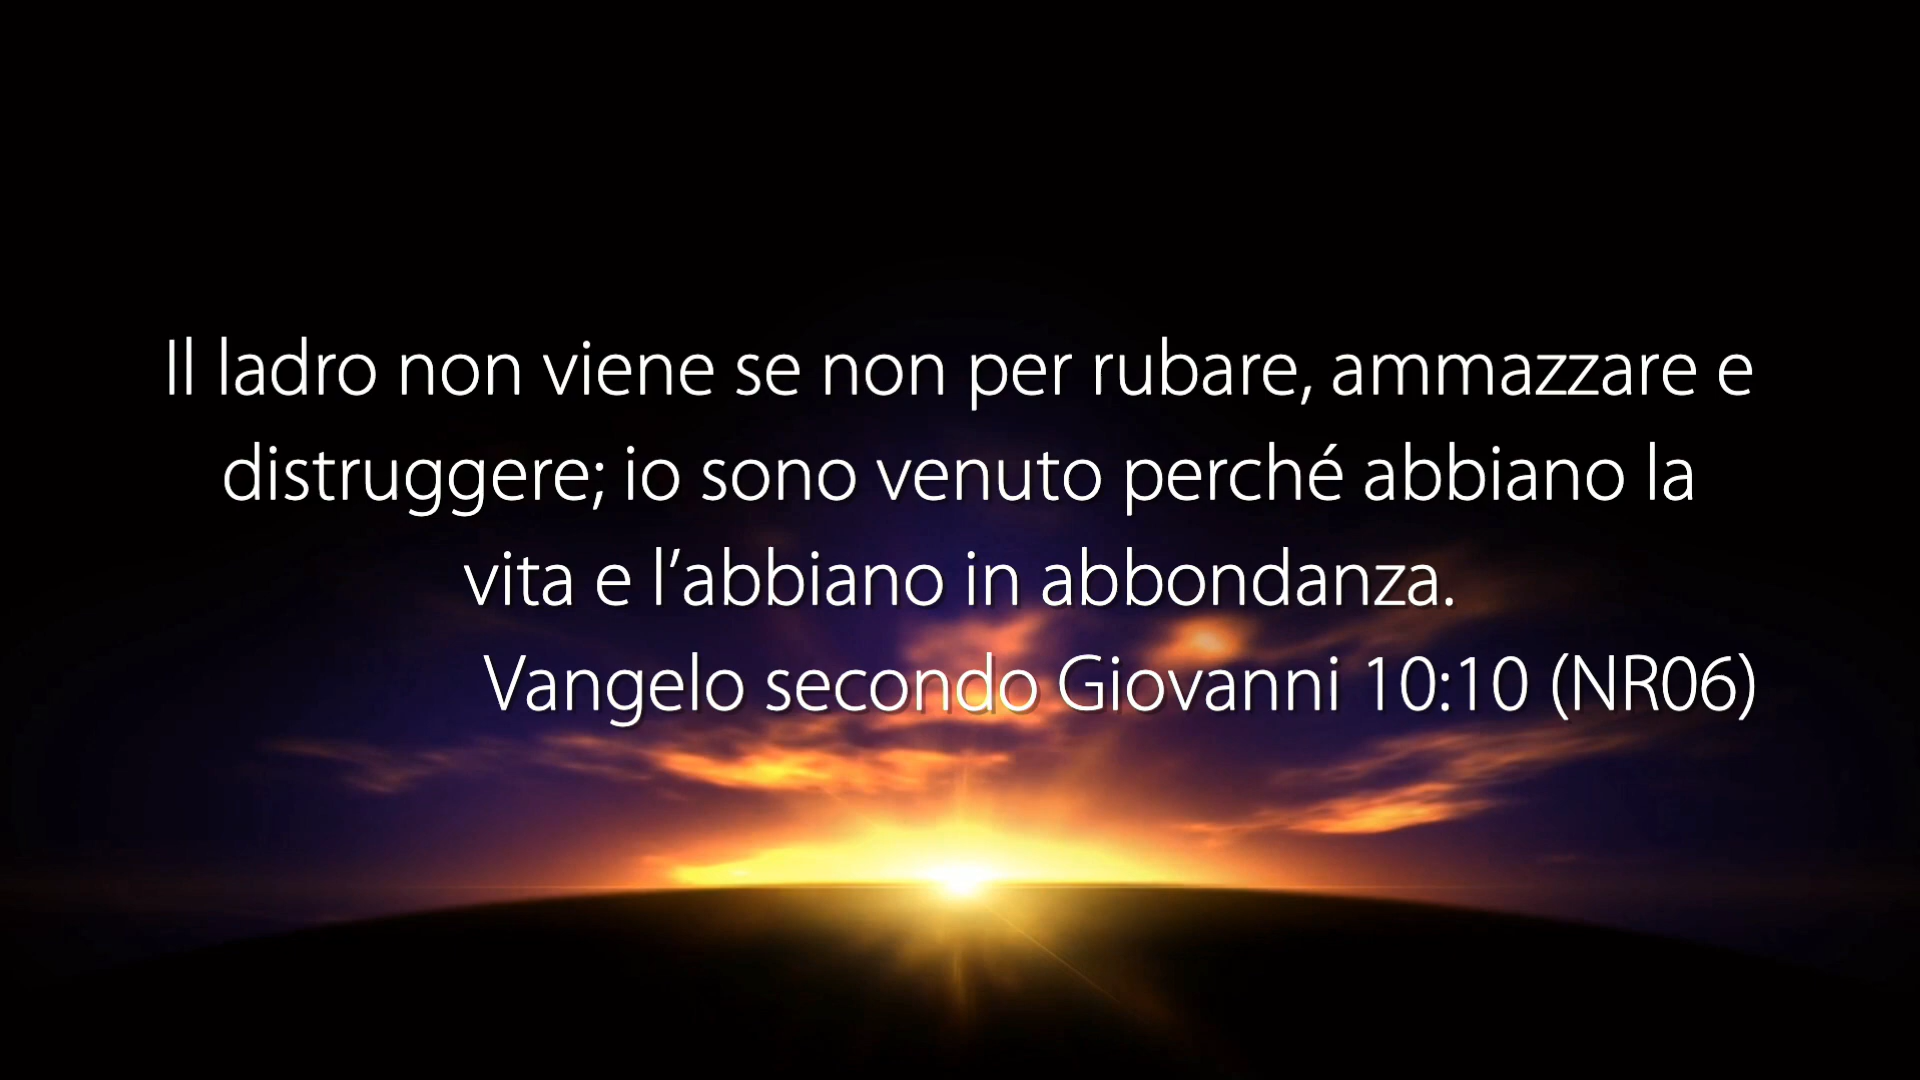 Il ladro non viene se non per rubare, ammazzare e
distruggere; io sono venuto perché abbiano la
vita e l’abbiano in abbondanza.
Vangelo secondo Giovanni 10:10 (NR06)